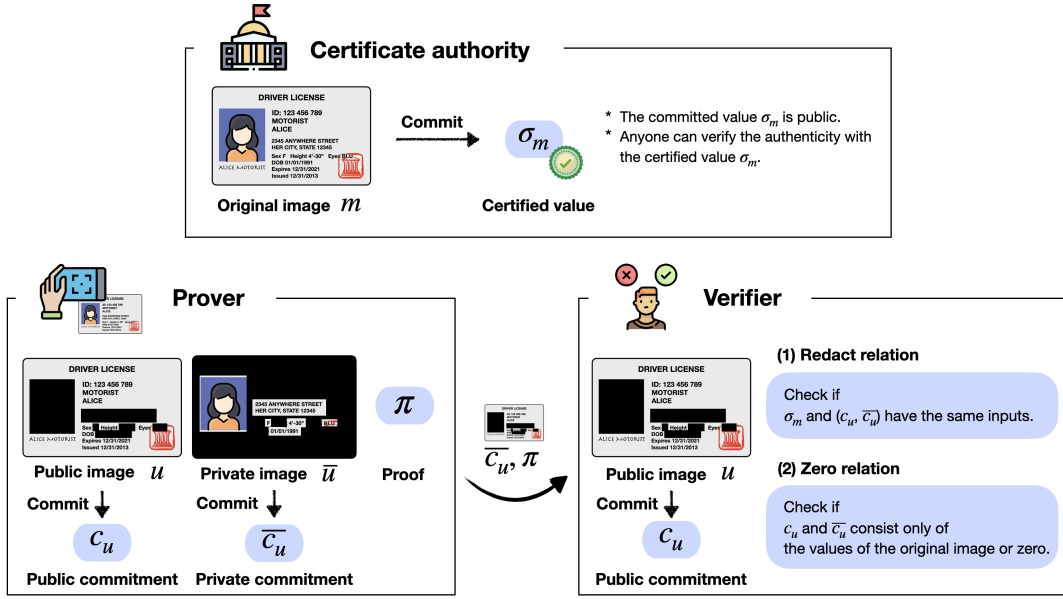 Certificate authority
DRIVER LICENSE
ID: 123 456 789
MOTORIST
ALICE
2345 ANYWHERE STREET
HER CITY, STATE 12345
Sex F Height 4'-30" Eyes BLU
DOB 01/01/1991
Expires 12/31/2021
Issued 12/31/2013
ALICE MOTORIST
Original image m
Commit
σₘ
Certified value
* The committed value σₘ is public.
* Anyone can verify the authenticity with
the certified value σₘ.
Prover
DRIVER LICENSE
ID: 123 456 789
MOTORIST
ALICE
Sex Height Eyes
DOB
Expires 12/31/2021
Issued 12/31/2013
ALICE MOTORIST
Public image u
Commit
cᵤ
Public commitment
2345 ANYWHERE STREET
HER CITY, STATE 12345
F 4'-30" BLU
01/01/1991
Private image u̅
Commit
c̅ᵤ̅
Private commitment
π
Proof
c̅ᵤ̅, π
Verifier
DRIVER LICENSE
ID: 123 456 789
MOTORIST
ALICE
Sex Height Eyes
DOB
Expires 12/31/2021
Issued 12/31/2013
ALICE MOTORIST
Public image u
Commit
cᵤ
Public commitment
(1) Redact relation
Check if
σₘ and (cᵤ, c̅ᵤ̅) have the same inputs.
(2) Zero relation
Check if
cᵤ and c̅ᵤ̅ consist only of
the values of the original image or zero.